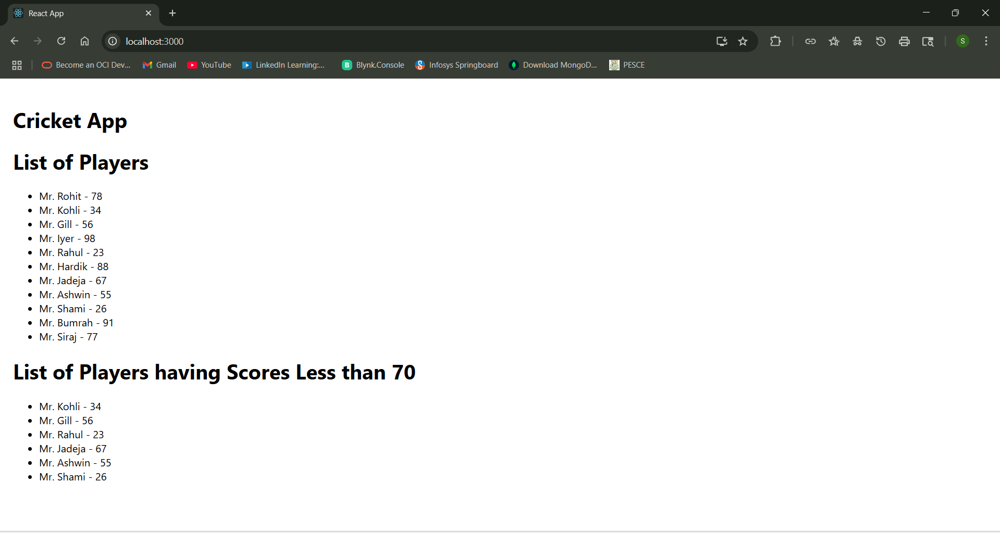 React App
localhost:3000
S
Become an OCI Dev...
Gmail
YouTube
LinkedIn Learning:...
B
Blynk.Console
Infosys Springboard
Download MongoD...
PESCE
Cricket App
List of Players
Mr. Rohit - 78
Mr. Kohli - 34
Mr. Gill - 56
Mr. Iyer - 98
Mr. Rahul - 23
Mr. Hardik - 88
Mr. Jadeja - 67
Mr. Ashwin - 55
Mr. Shami - 26
Mr. Bumrah - 91
Mr. Siraj - 77
List of Players having Scores Less than 70
Mr. Kohli - 34
Mr. Gill - 56
Mr. Rahul - 23
Mr. Jadeja - 67
Mr. Ashwin - 55
Mr. Shami - 26